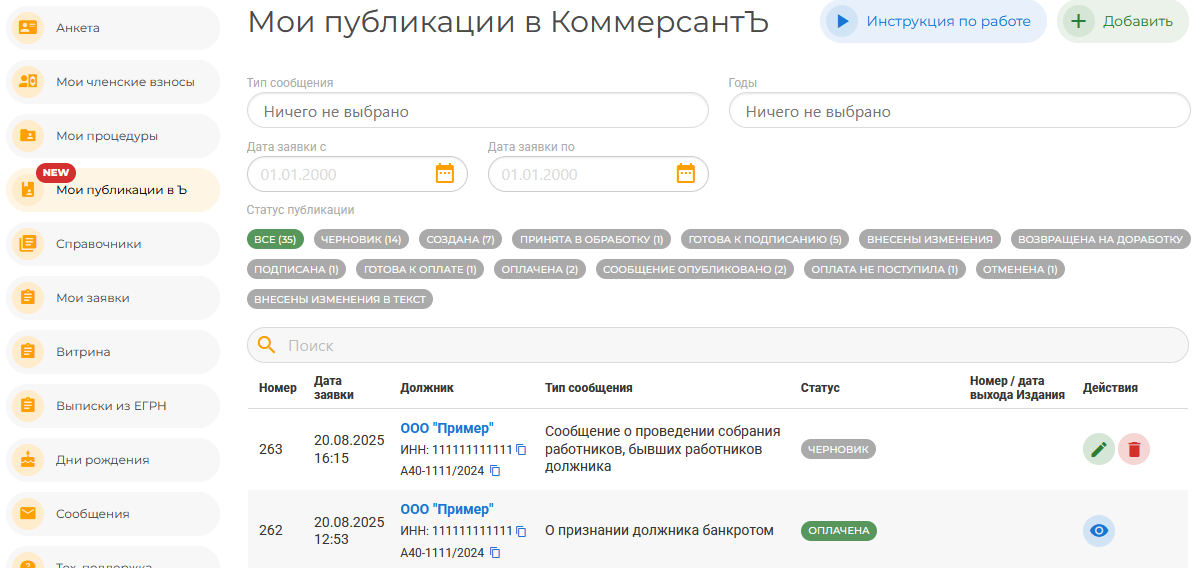 Анкета
Мои членские взносы
Мои процедуры
NEW
Мои публикации в Ъ
Справочники
Мои заявки
Витрина
Выписки из ЕГРН
Дни рождения
Сообщения
Тех. поддержка
Мои публикации в КоммерсантЪ
Инструкция по работе
Добавить
Тип сообщения
Годы
Ничего не выбрано
Ничего не выбрано
Дата заявки с
Дата заявки по
01.01.2000
01.01.2000
Статус публикации
ВСЕ (35) ЧЕРНОВИК (14) СОЗДАНА (7) ПРИНЯТА В ОБРАБОТКУ (1) ГОТОВА К ПОДПИСАНИЮ (5) ВНЕСЕНЫ ИЗМЕНЕНИЯ ВОЗВРАЩЕНА НА ДОРАБОТКУ
ПОДПИСАНА (1) ГОТОВА К ОПЛАТЕ (1) ОПЛАЧЕНА (2) СООБЩЕНИЕ ОПУБЛИКОВАНО (2) ОПЛАТА НЕ ПОСТУПИЛА (1) ОТМЕНЕНА (1)
ВНЕСЕНЫ ИЗМЕНЕНИЯ В ТЕКСТ
Поиск
Номер
Дата
заявки
Должник
Тип сообщения
Статус
Номер / дата
выхода Издания
Действия
263
20.08.2025
16:15
ООО "Пример"
ИНН: 111111111111
А40-1111/2024
Сообщение о проведении собрания
работников, бывших работников
должника
ЧЕРНОВИК
262
20.08.2025
12:53
ООО "Пример"
ИНН: 111111111111
А40-1111/2024
О признании должника банкротом
ОПЛАЧЕНА